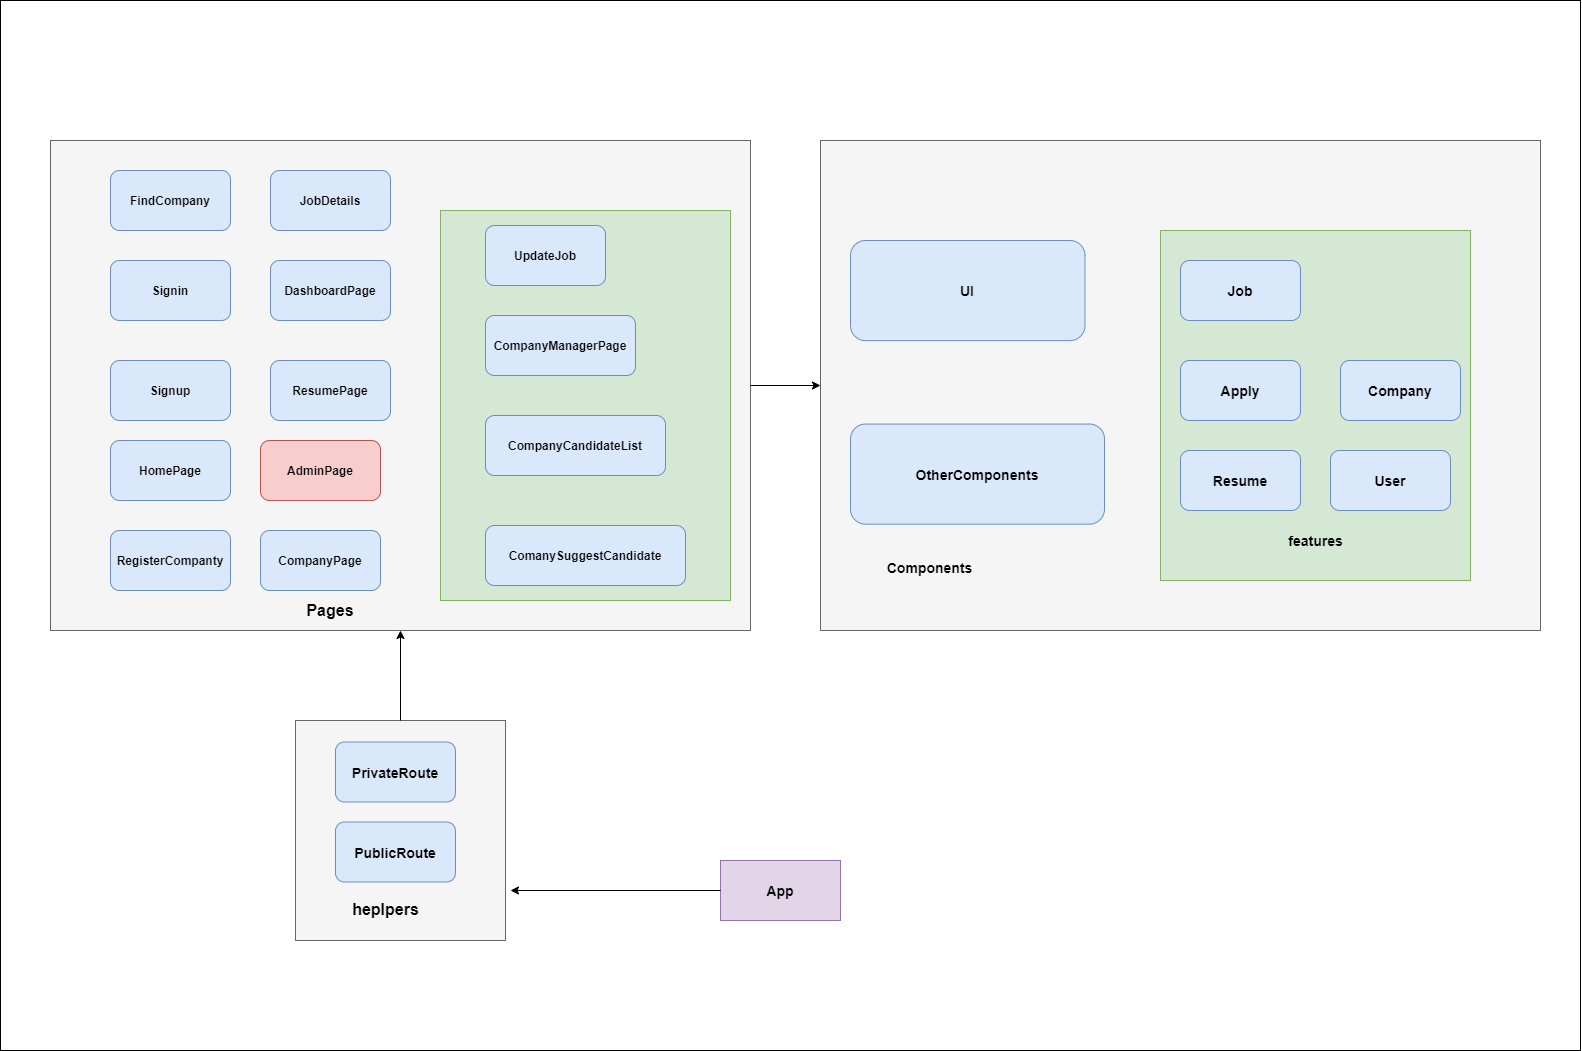 FindCompany
JobDetails
Signin
DashboardPage
Signup
ResumePage
HomePage
AdminPage
RegisterCompanty
CompanyPage
Pages
UpdateJob
CompanyManagerPage
CompanyCandidateList
ComanySuggestCandidate
UI
OtherComponents
Components
Job
Apply
Company
Resume
User
features
PrivateRoute
PublicRoute
heplpers
App